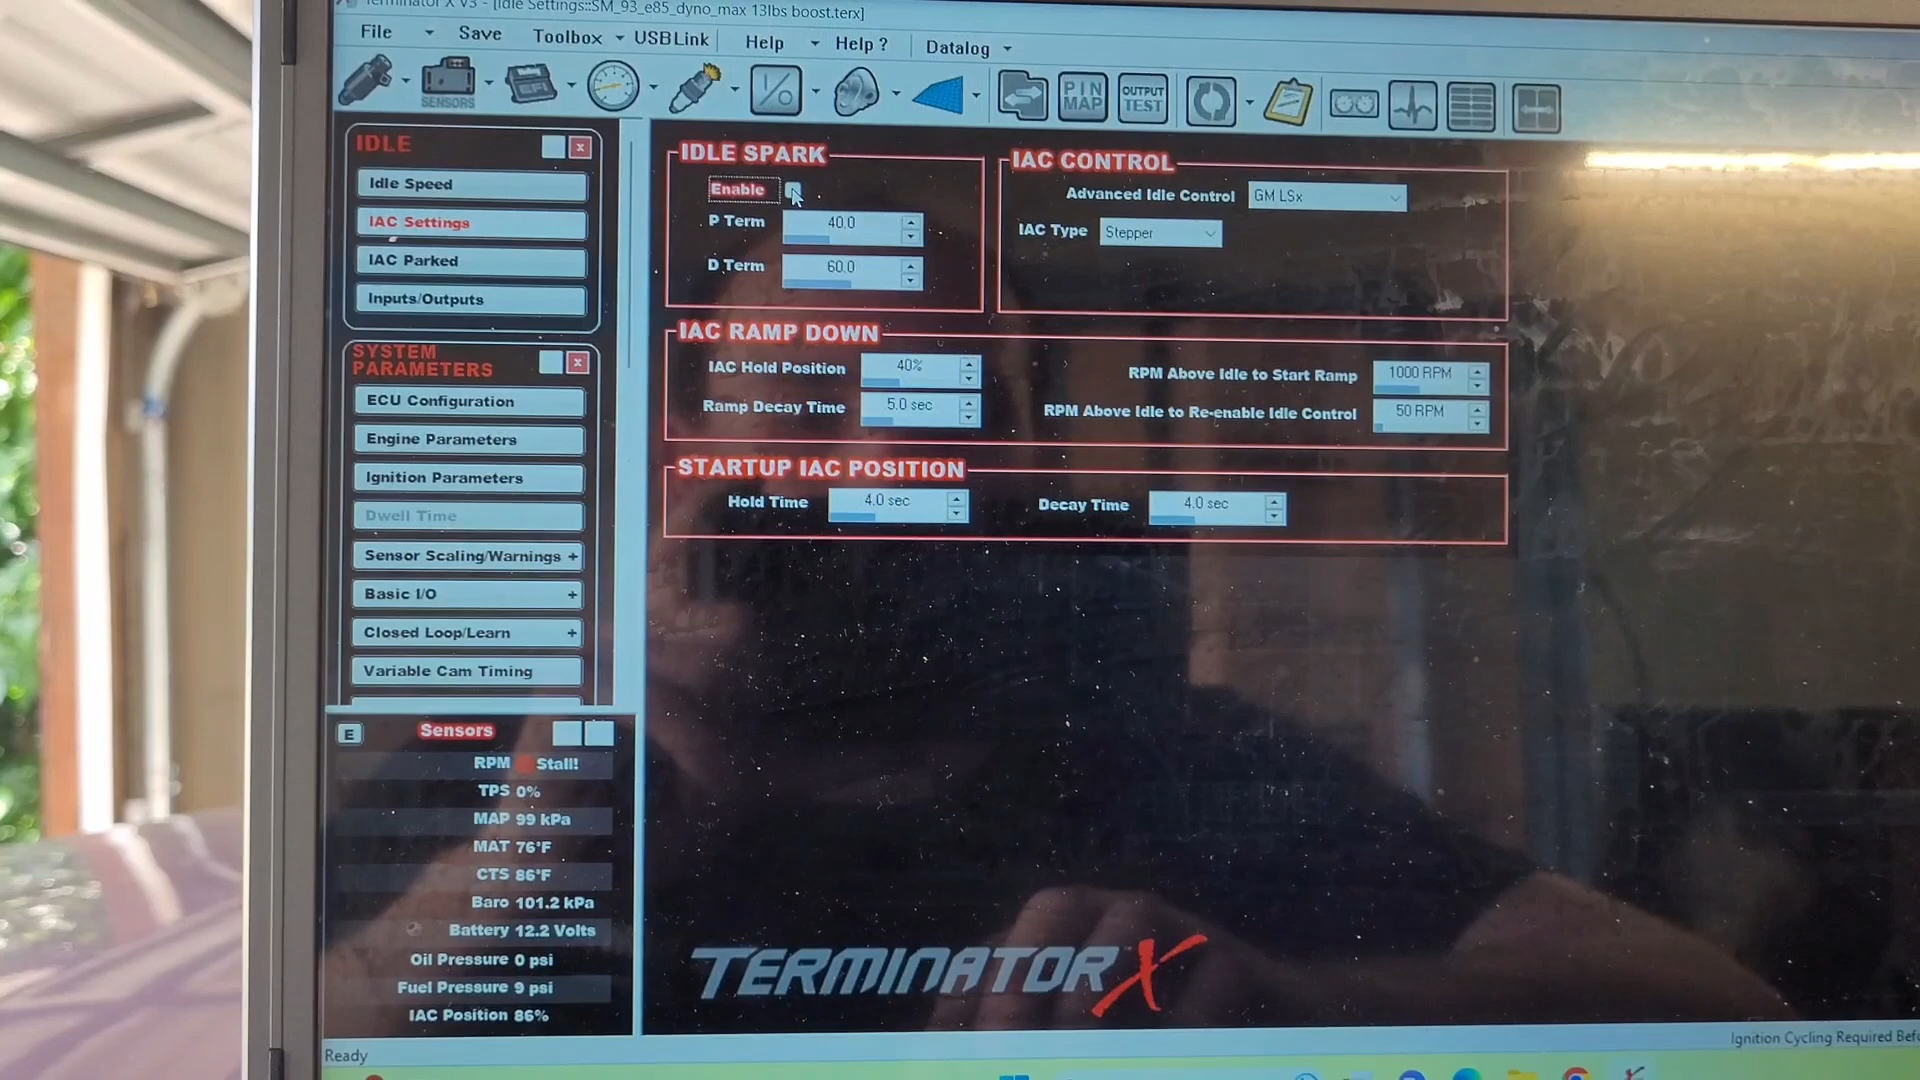 Terminator X V3 - [Idle Settings::SM_93_e85_dyno_max 13lbs boost.terx]
File Save Toolbox USB Link Help Help ? Datalog
SENSORS EFI I/O PIN MAP OUTPUT TEST
IDLE
Idle Speed
IAC Settings
IAC Parked
Inputs/Outputs
SYSTEM
PARAMETERS
ECU Configuration
Engine Parameters
Ignition Parameters
Dwell Time
Sensor Scaling/Warnings +
Basic I/O +
Closed Loop/Learn +
Variable Cam Timing
E Sensors
RPM Stall!
TPS 0%
MAP 99 kPa
MAT 76°F
CTS 86°F
Baro 101.2 kPa
Battery 12.2 Volts
Oil Pressure 0 psi
Fuel Pressure 9 psi
IAC Position 86%
IDLE SPARK
Enable
P Term 40.0
D Term 60.0
IAC CONTROL
Advanced Idle Control GM LSx
IAC Type Stepper
IAC RAMP DOWN
IAC Hold Position 40% RPM Above Idle to Start Ramp 1000 RPM
Ramp Decay Time 5.0 sec RPM Above Idle to Re-enable Idle Control 50 RPM
STARTUP IAC POSITION
Hold Time 4.0 sec Decay Time 4.0 sec
TERMINATOR X
Ready Ignition Cycling Required